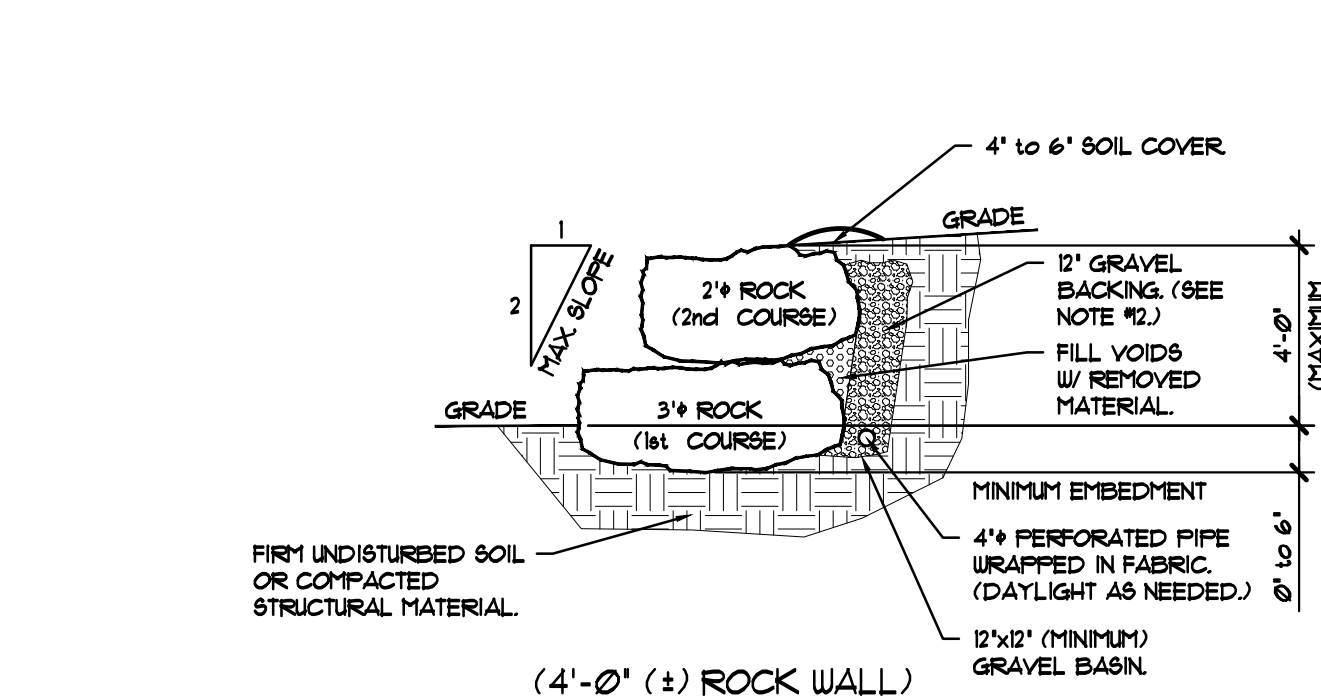 4" to 6" SOIL COVER
GRADE
1
2
MAX. SLOPE
2'ϕ ROCK
(2nd COURSE)
12" GRAVEL
BACKING. (SEE
NOTE #12.)
4'-0"
(MAXIMUM
FILL VOIDS
W/ REMOVED
MATERIAL.
GRADE
3'ϕ ROCK
(1st COURSE)
MINIMUM EMBEDMENT
0" to 6"
4"ϕ PERFORATED PIPE
WRAPPED IN FABRIC.
(DAYLIGHT AS NEEDED.)
FIRM UNDISTURBED SOIL
OR COMPACTED
STRUCTURAL MATERIAL.
12"x12" (MINIMUM)
GRAVEL BASIN.
(4'-0" (±) ROCK WALL)